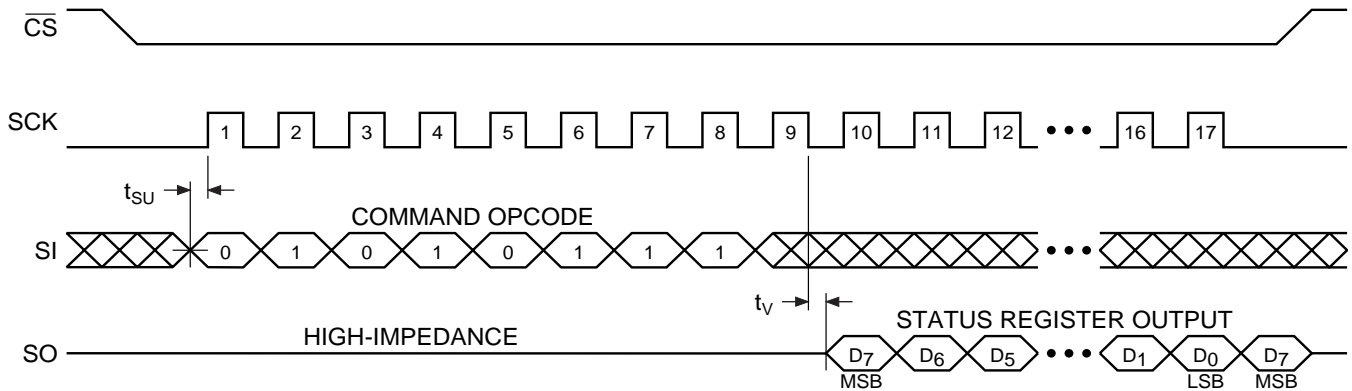 CS
SCK 1 2 3 4 5 6 7 8 9 10 11 12 ••• 16 17
tSU
COMMAND OPCODE
SI 0 1 0 1 0 1 1 1 •••
tV
HIGH-IMPEDANCE STATUS REGISTER OUTPUT
SO D7 D6 D5 ••• D1 D0 D7
MSB LSB MSB